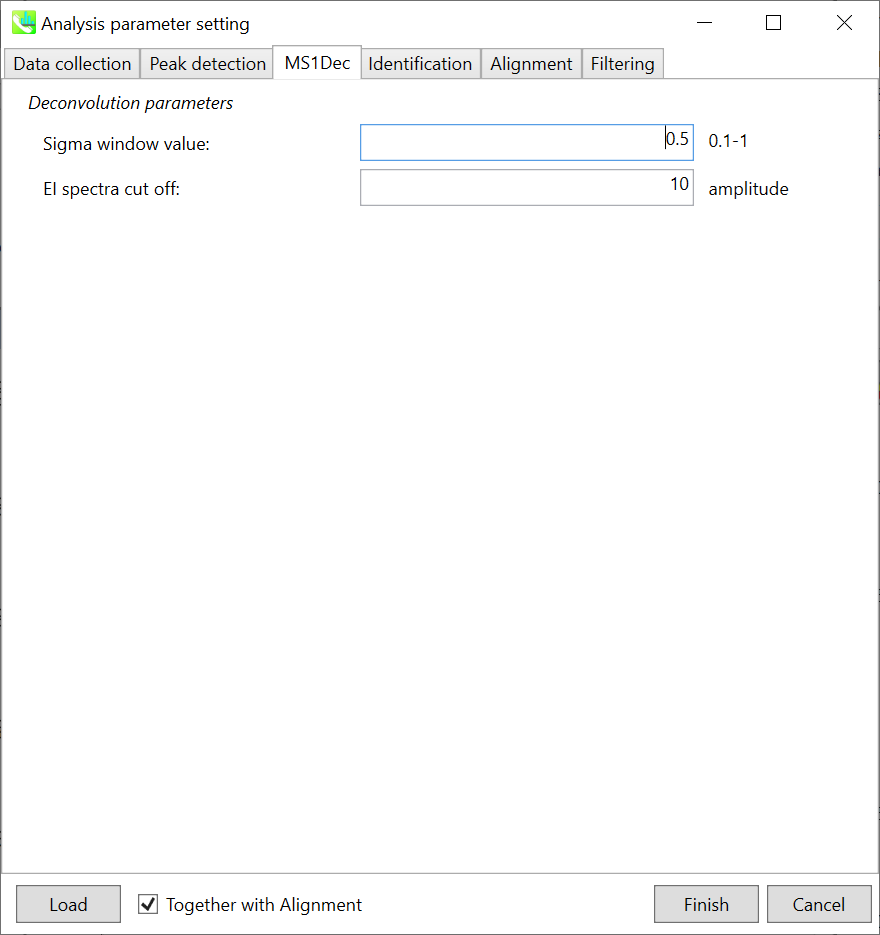 Analysis parameter setting
Data collection Peak detection MS1Dec Identification Alignment Filtering
Deconvolution parameters
Sigma window value: 0.5 0.1-1
EI spectra cut off: 10 amplitude
Load Together with Alignment Finish Cancel